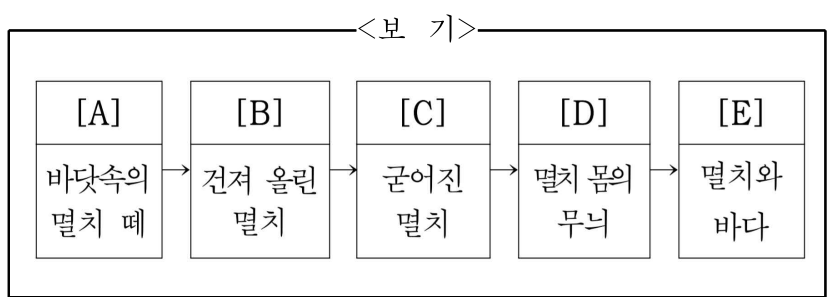 <보 기>
[A] [B] [C] [D] [E]
바닷속의 → 건져 올린 → 굳어진 → 멸치 몸의 → 멸치와
멸치 떼 멸치 멸치 무늬 바다